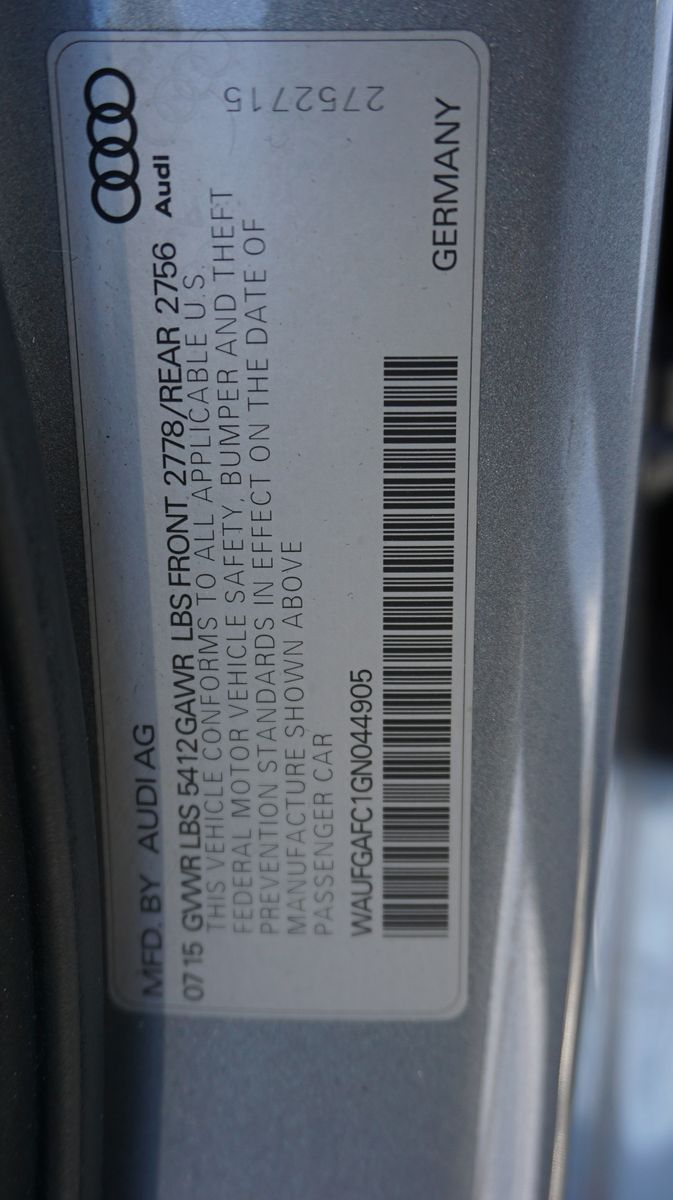 MFD. BY AUDI AG
Audi
07 15 GVWR LBS 5412 GAWR LBS FRONT 2778/REAR 2756
THIS VEHICLE CONFORMS TO ALL APPLICABLE U.S.
FEDERAL MOTOR VEHICLE SAFETY, BUMPER AND THEFT
PREVENTION STANDARDS IN EFFECT ON THE DATE OF
MANUFACTURE SHOWN ABOVE
PASSENGER CAR
WAUFGAFC1GN044905
GERMANY
2752715